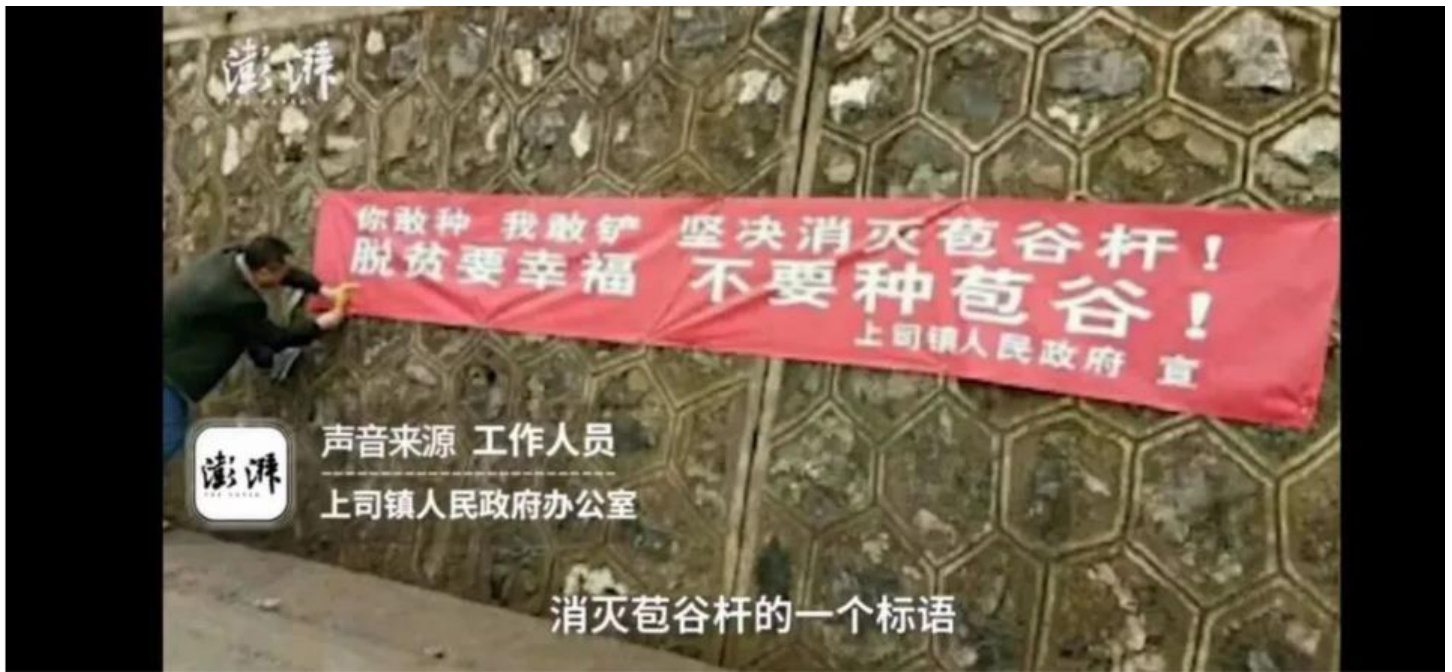 澎湃
你敢种 我敢铲 坚决消灭苞谷杆！
脱贫要幸福 不要种苞谷！
上司镇人民政府 宣
澎湃
THE PAPER
声音来源 工作人员
上司镇人民政府办公室
消灭苞谷杆的一个标语